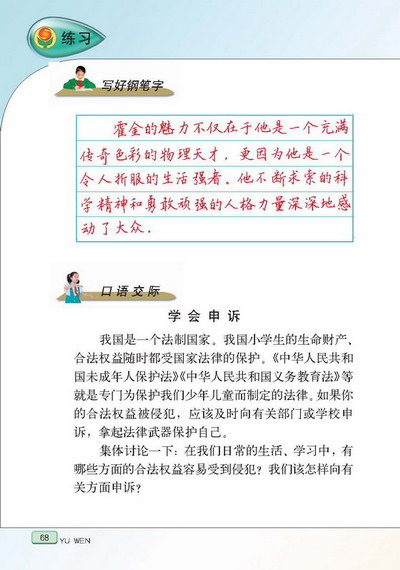 练习
写好钢笔字
霍金的魅力不仅在于他是一个充满
传奇色彩的物理天才，更因为他是一个
令人折服的生活强者。他不断求索的科
学精神和勇敢顽强的人格力量深深地感
动了大众。
口语交际
学会申诉
我国是一个法制国家。我国小学生的生命财产、
合法权益随时都受国家法律的保护。《中华人民共和
国未成年人保护法》《中华人民共和国义务教育法》等
就是专门为保护我们少年儿童而制定的法律。如果你
的合法权益被侵犯，应该及时向有关部门或学校申
诉，拿起法律武器保护自己。
集体讨论一下：在我们日常的生活、学习中，有
哪些方面的合法权益容易受到侵犯？我们该怎样向有
关方面申诉？
68 YU WEN